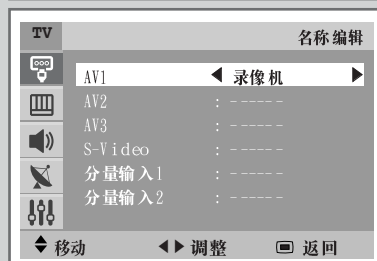 TV 名称编辑
AV1 ◀ 录像机 ▶
AV2 : ------
AV3 : ------
S-Video : ------
分量输入1 : ------
分量输入2 : ------
移动 调整 返回